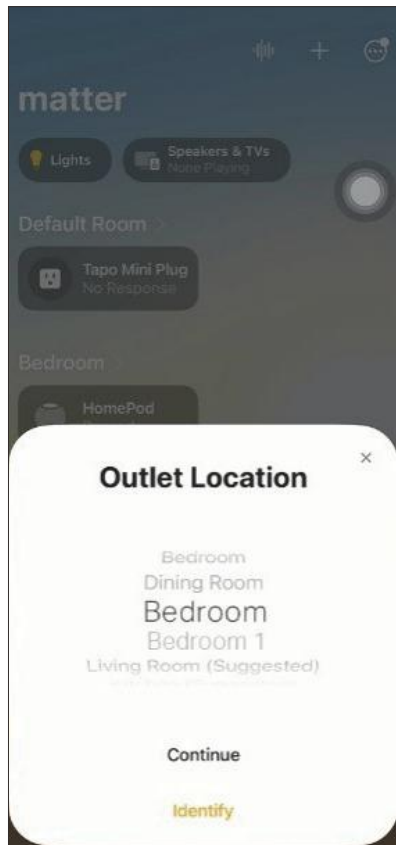 matter
Lights
Speakers & TVs
None Playing
Default Room
Tapo Mini Plug
No Response
Bedroom
HomePod
Outlet Location
Bedroom
Dining Room
Bedroom
Bedroom 1
Living Room (Suggested)
Continue
Identify